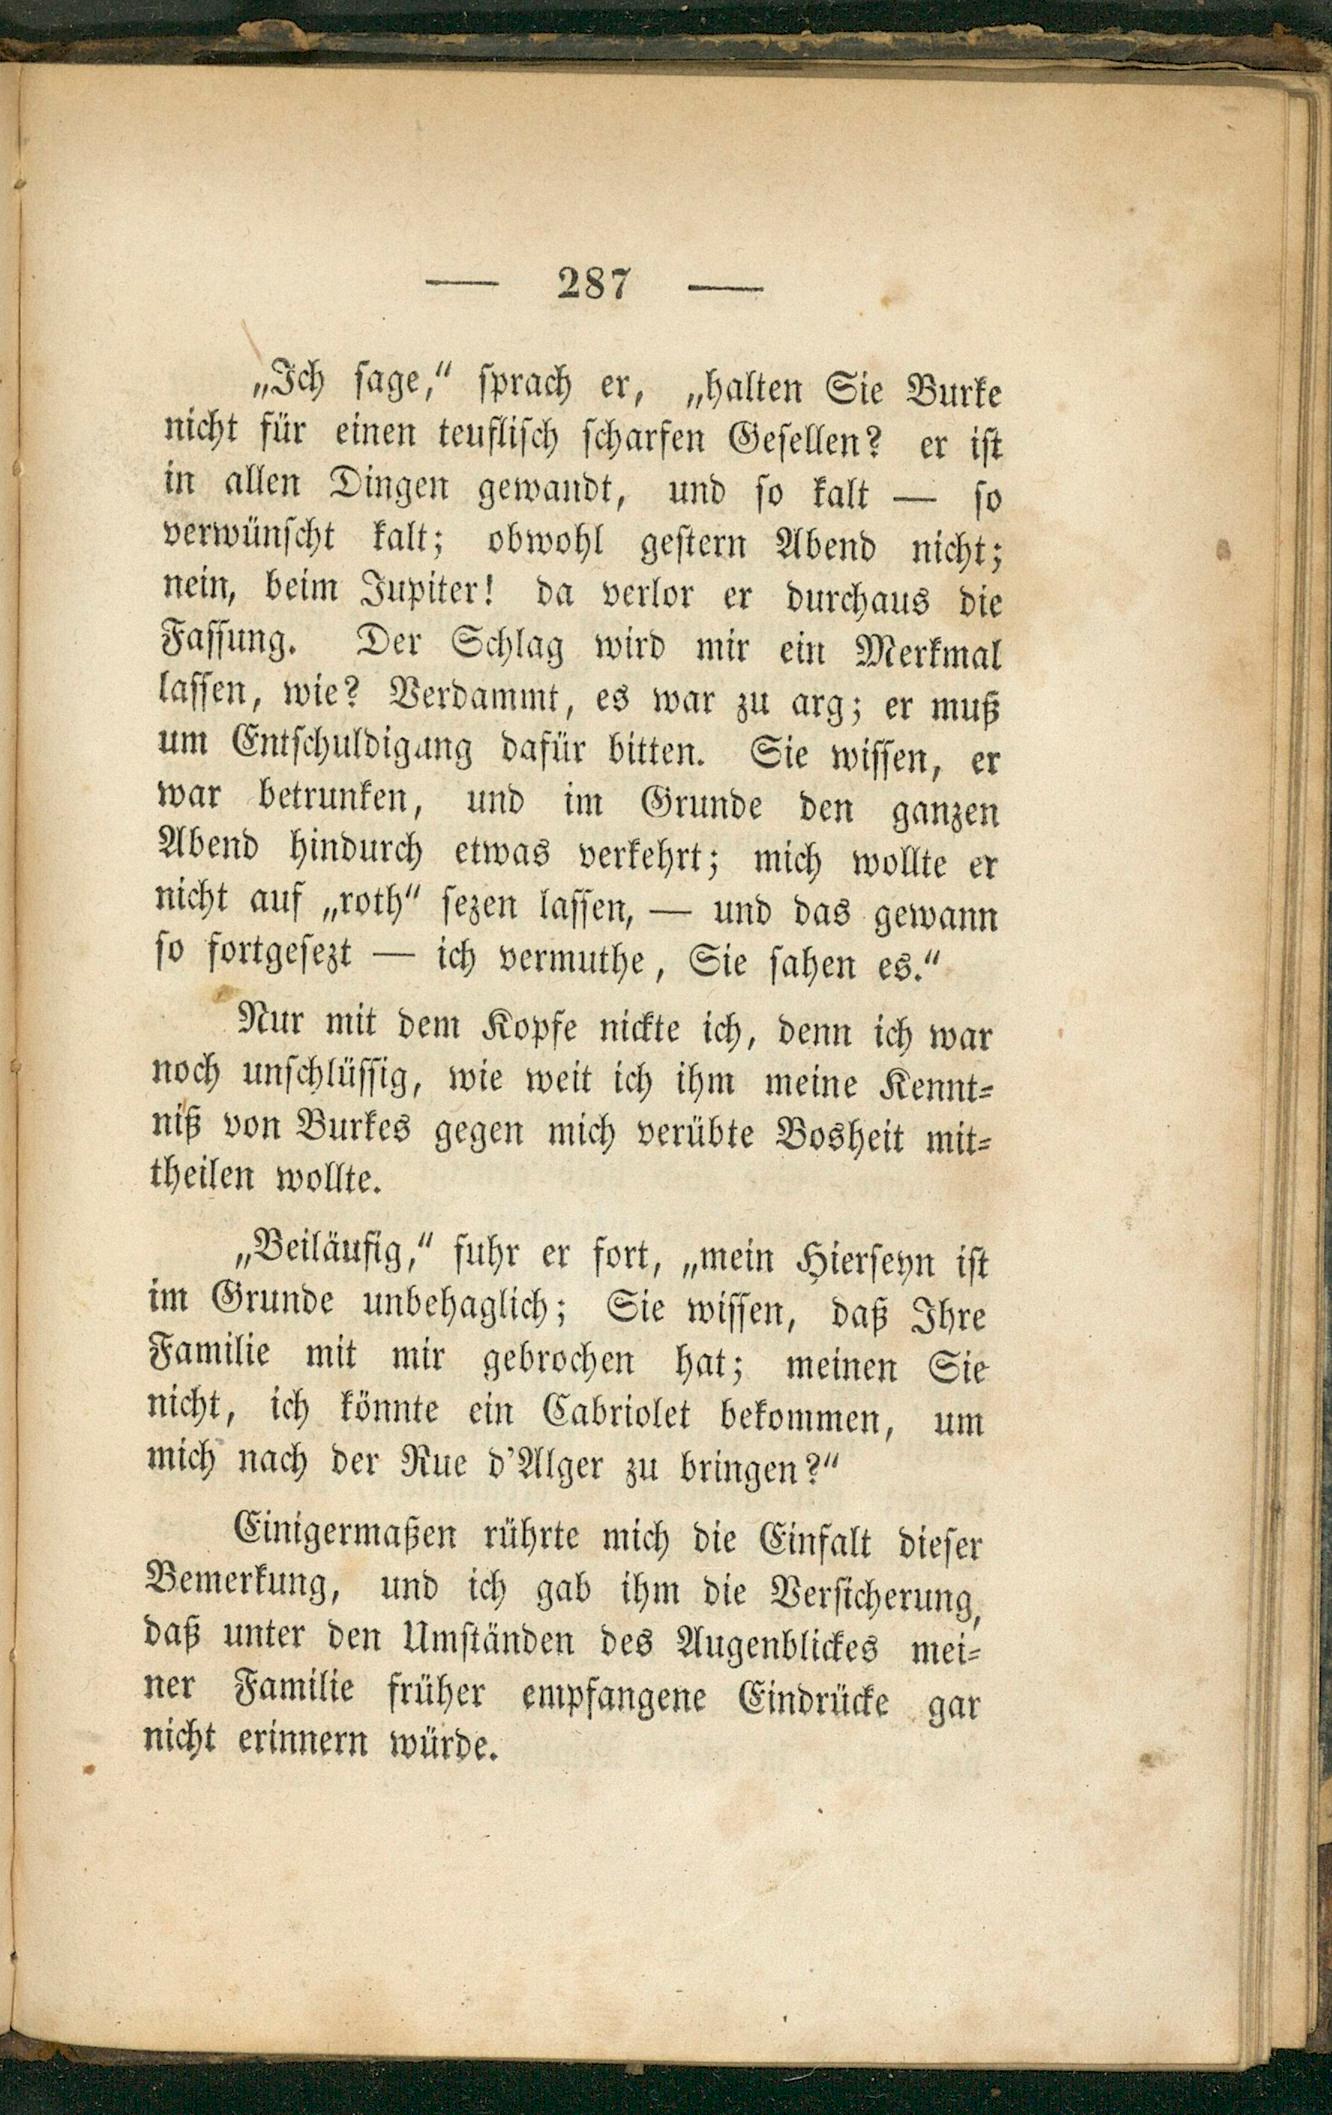 — 287 —
„Ich sage,“ sprach er, „halten Sie Burke
nicht für einen teuflisch scharfen Gesellen? er ist
in allen Dingen gewandt, und so kalt — so
verwünscht kalt; obwohl gestern Abend nicht;
nein, beim Jupiter! da verlor er durchaus die
Fassung. Der Schlag wird mir ein Merkmal
lassen, wie? Verdammt, es war zu arg; er muß
um Entschuldigung dafür bitten. Sie wissen, er
war betrunken, und im Grunde den ganzen
Abend hindurch etwas verkehrt; mich wollte er
nicht auf „roth“ sezen lassen, — und das gewann
so fortgesezt — ich vermuthe, Sie sahen es.“
Nur mit dem Kopfe nickte ich, denn ich war
noch unschlüssig, wie weit ich ihm meine Kennt-
niß von Burkes gegen mich verübte Bosheit mit-
theilen wollte.
„Beiläufig,“ fuhr er fort, „mein Hierseyn ist
im Grunde unbehaglich; Sie wissen, daß Ihre
Familie mit mir gebrochen hat; meinen Sie
nicht, ich könnte ein Cabriolet bekommen, um
mich nach der Rue d'Alger zu bringen?“
Einigermaßen rührte mich die Einfalt dieser
Bemerkung, und ich gab ihm die Versicherung,
daß unter den Umständen des Augenblickes mei-
ner Familie früher empfangene Eindrücke gar
nicht erinnern würde.